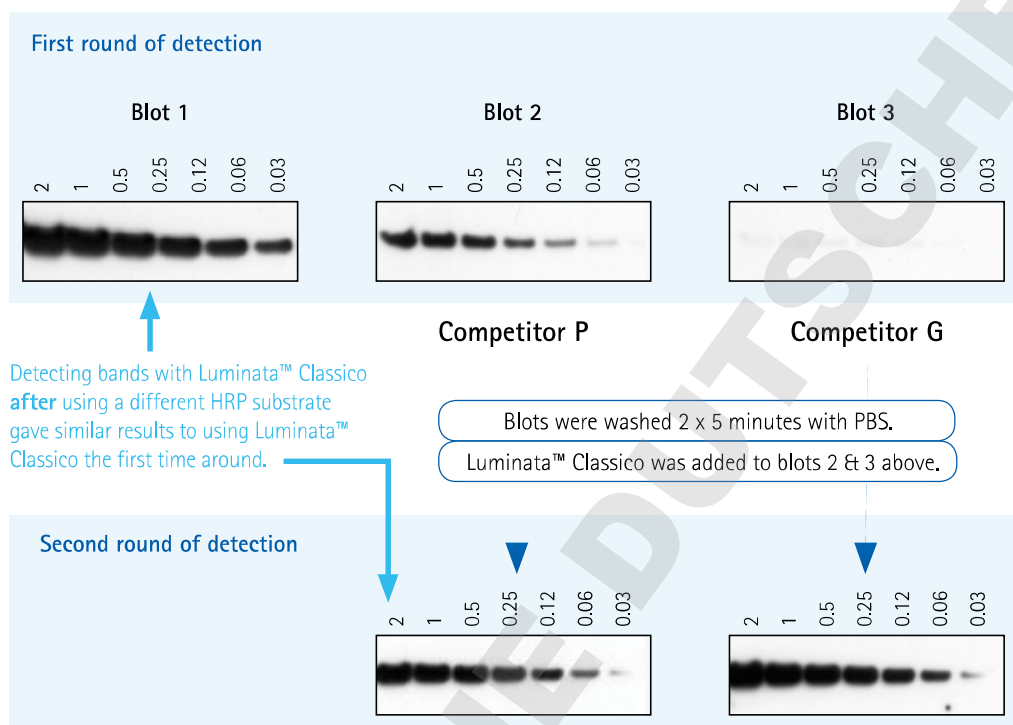 First round of detection
Blot 1
Blot 2
Blot 3
2 1 0.5 0.25 0.12 0.06 0.03
2 1 0.5 0.25 0.12 0.06 0.03
2 1 0.5 0.25 0.12 0.06 0.03
Competitor P
Competitor G
Detecting bands with Luminata™ Classico
after using a different HRP substrate
gave similar results to using Luminata™
Classico the first time around.
Blots were washed 2 x 5 minutes with PBS.
Luminata™ Classico was added to blots 2 & 3 above.
Second round of detection
2 1 0.5 0.25 0.12 0.06 0.03
2 1 0.5 0.25 0.12 0.06 0.03